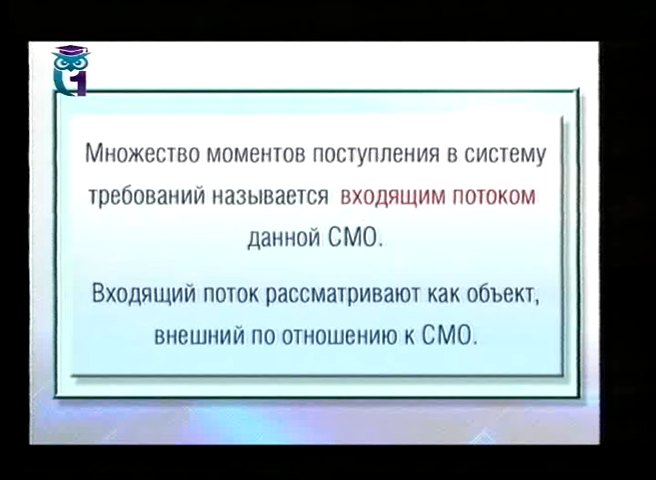 1
Множество моментов поступления в систему
требований называется входящим потоком
данной СМО.
Входящий поток рассматривают как объект,
внешний по отношению к СМО.